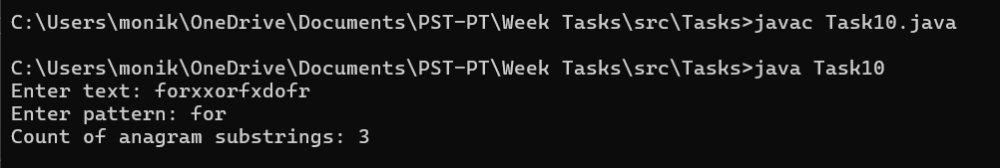 C:\Users\monik\OneDrive\Documents\PST-PT\Week Tasks\src\Tasks>javac Task10.java
C:\Users\monik\OneDrive\Documents\PST-PT\Week Tasks\src\Tasks>java Task10
Enter text: forxxorfxdofr
Enter pattern: for
Count of anagram substrings: 3